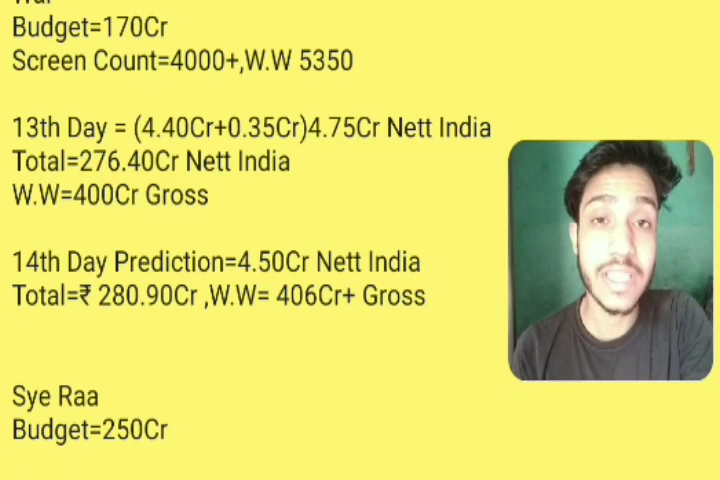 Budget=170Cr
Screen Count=4000+,W.W 5350
13th Day = (4.40Cr+0.35Cr)4.75Cr Nett India
Total=276.40Cr Nett India
W.W=400Cr Gross
14th Day Prediction=4.50Cr Nett India
Total=₹ 280.90Cr ,W.W= 406Cr+ Gross
Sye Raa
Budget=250Cr